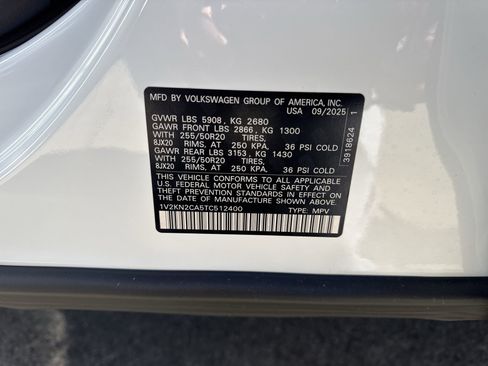 MFD. BY VOLKSWAGEN GROUP OF AMERICA, INC.
USA 09/2025
GVWR LBS 5908, KG 2680
GAWR FRONT LBS 2866, KG 1300
WITH 255/50R20 TIRES,
8JX20 RIMS, AT 250 KPA, 36 PSI COLD
GAWR REAR LBS 3153, KG 1430
WITH 255/50R20 TIRES,
8JX20 RIMS, AT 250 KPA, 36 PSI COLD
THIS VEHICLE CONFORMS TO ALL APPLICABLE
U.S. FEDERAL MOTOR VEHICLE SAFETY AND
THEFT PREVENTION STANDARDS IN EFFECT ON
THE DATE OF MANUFACTURE SHOWN ABOVE.
1V2KN2CA5TC512400 TYPE: MPV
3918624 1